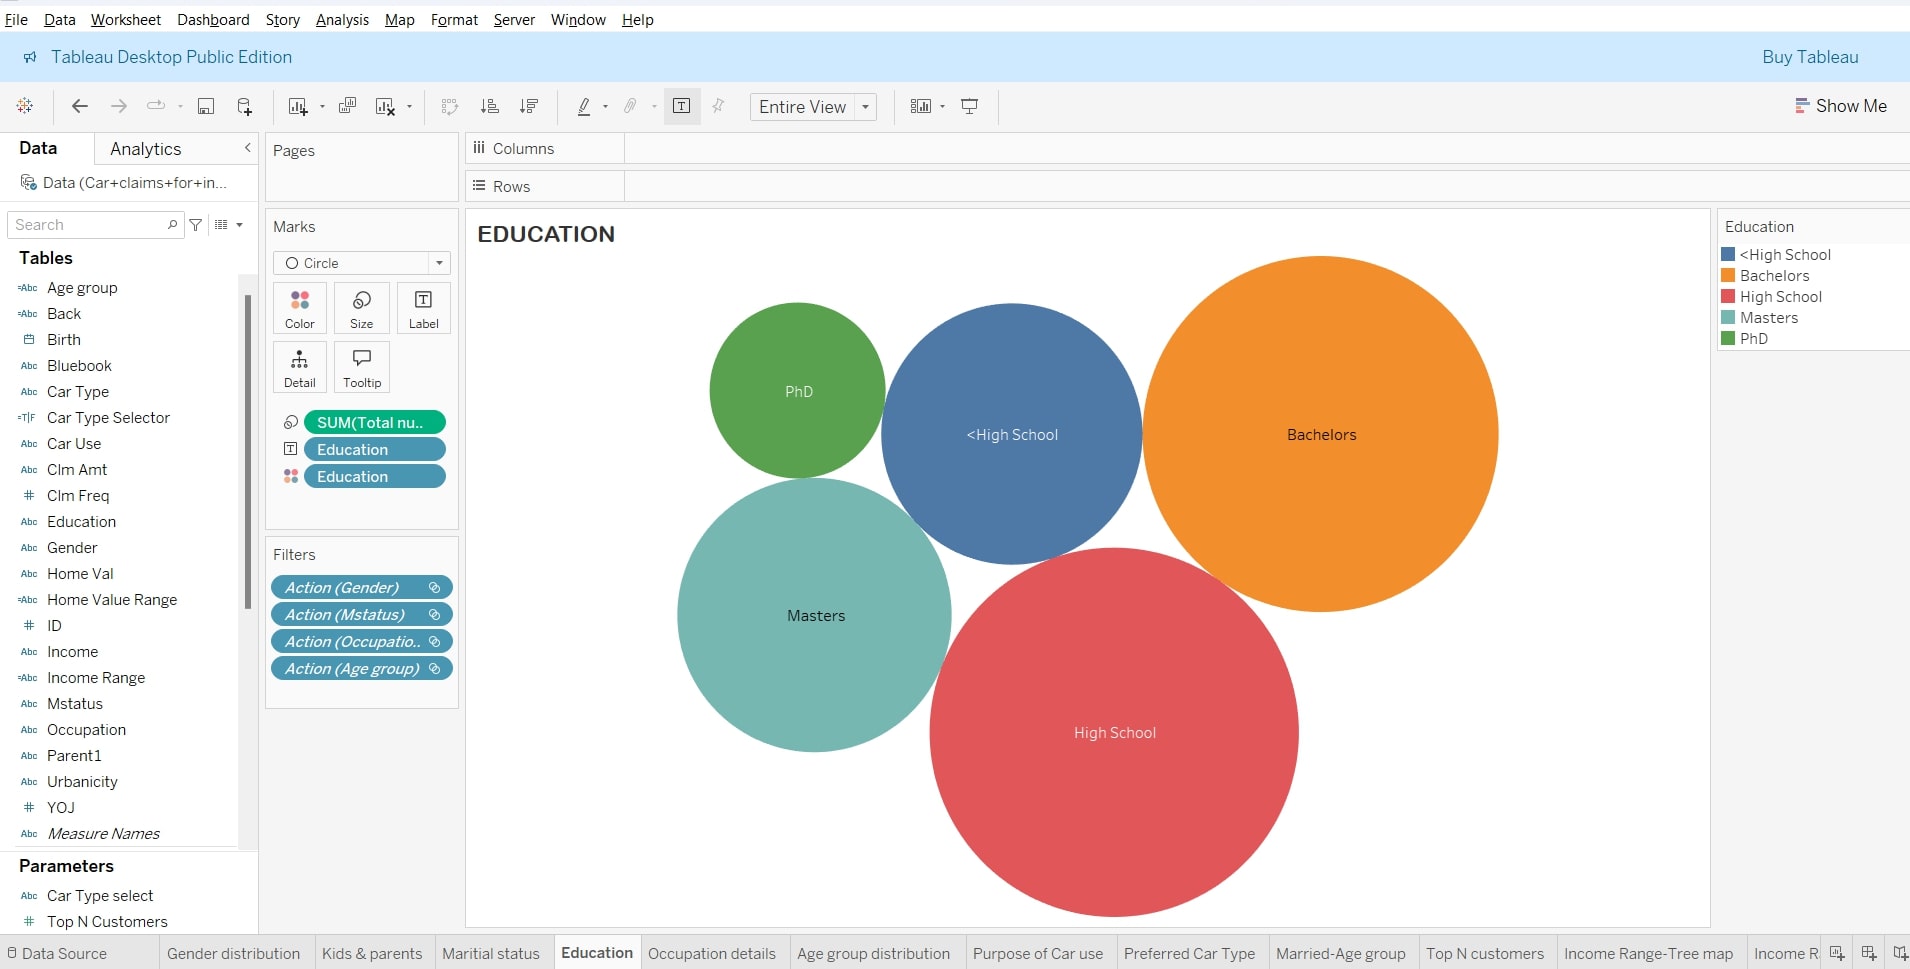 File Data Worksheet Dashboard Story Analysis Map Format Server Window Help
Tableau Desktop Public Edition
Buy Tableau
Entire View
Show Me
Data
Analytics
Data (Car+claims+for+in...
Search
Tables
Age group
Back
Birth
Bluebook
Car Type
Car Type Selector
Car Use
Clm Amt
Clm Freq
Education
Gender
Home Val
Home Value Range
ID
Income
Income Range
Mstatus
Occupation
Parent1
Urbanicity
YOJ
Measure Names
Parameters
Car Type select
Top N Customers
Pages
Marks
Circle
Color Size Label
Detail Tooltip
SUM(Total nu..
Education
Education
Filters
Action (Gender)
Action (Mstatus)
Action (Occupatio..
Action (Age group)
Columns
Rows
EDUCATION
PhD
<High School
Bachelors
Masters
High School
Education
<High School
Bachelors
High School
Masters
PhD
Data Source Gender distribution Kids & parents Maritial status Education Occupation details Age group distribution Purpose of Car use Preferred Car Type Married-Age group Top N customers Income Range-Tree map Income R